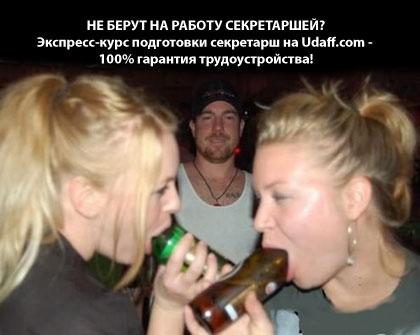 НЕ БЕРУТ НА РАБОТУ СЕКРЕТАРШЕЙ?
Экспресс-курс подготовки секретарш на Udaff.com -
100% гарантия трудоустройства!